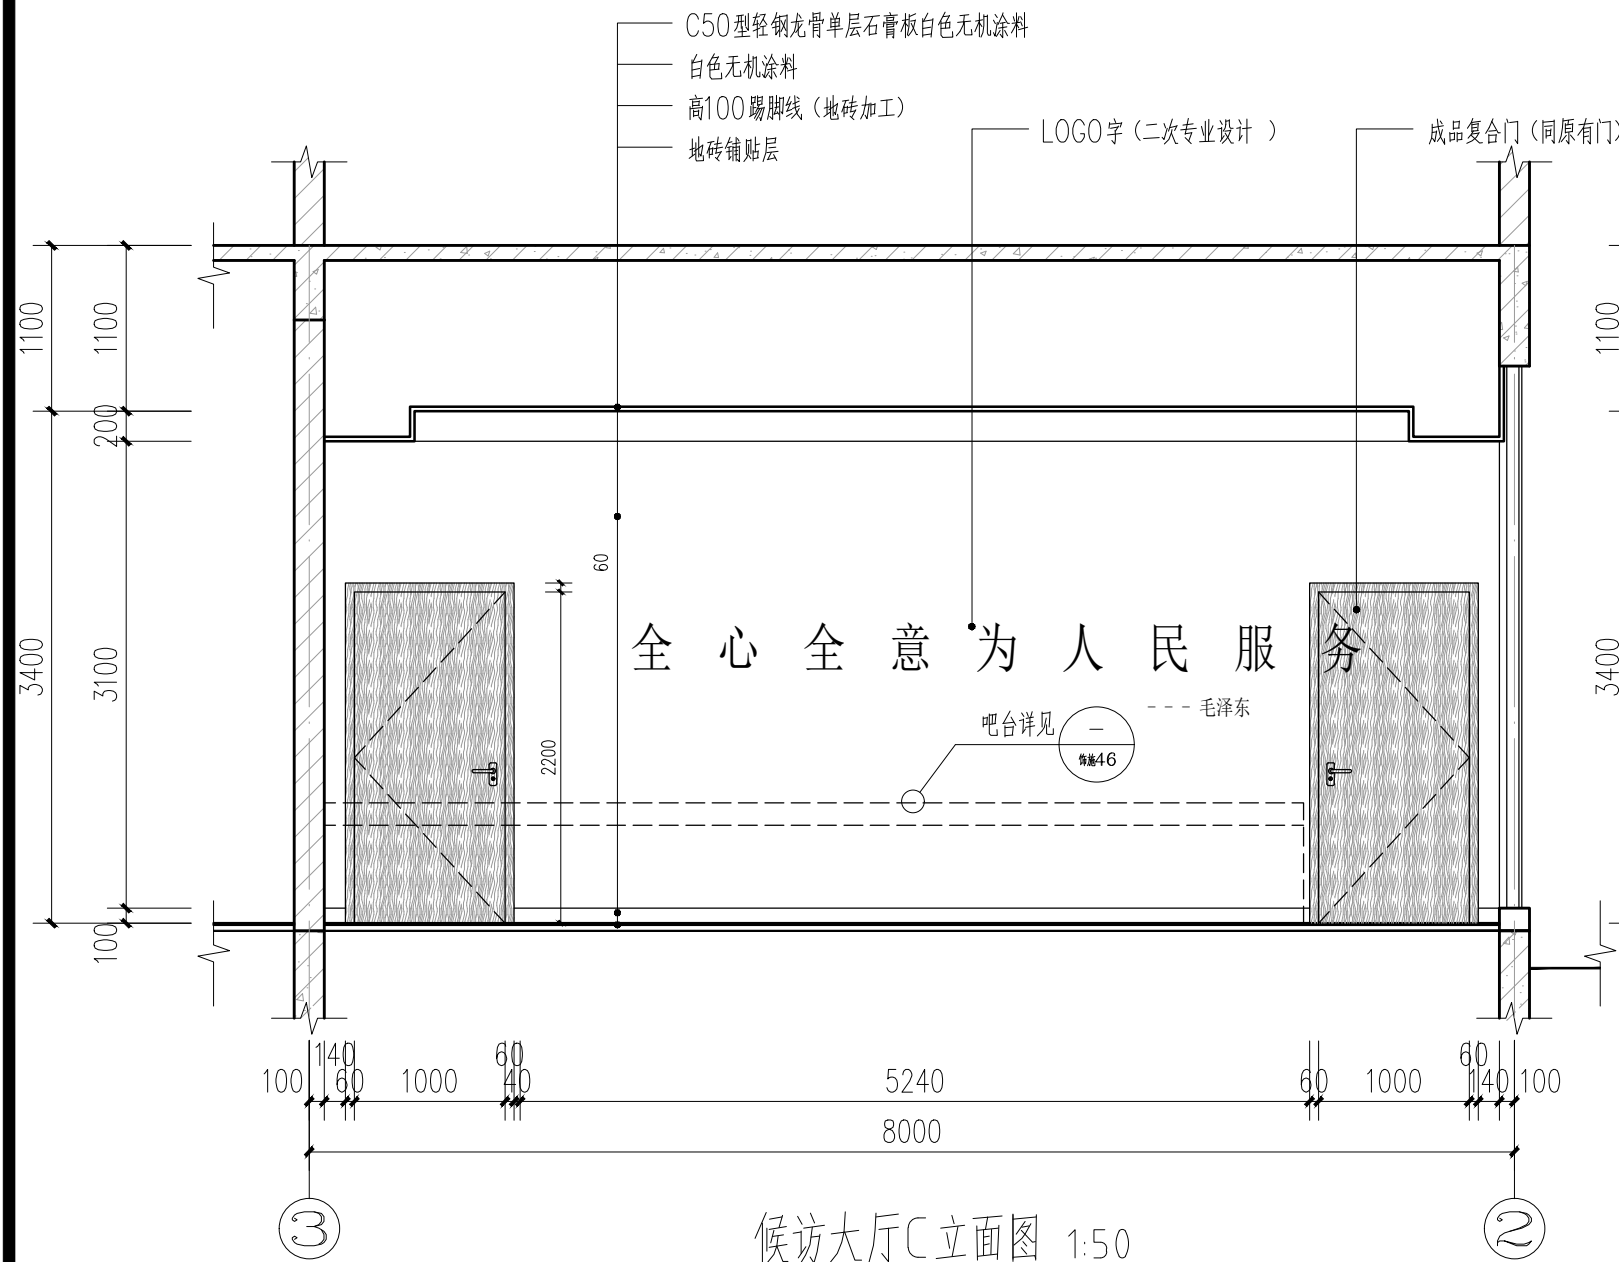 C50型轻钢龙骨单层石膏板白色无机涂料
白色无机涂料
高100踢脚线（地砖加工）
地砖铺贴层
LOGO字（二次专业设计 ）
成品复合门（同原有门）
1100
1100
1100
200
3400
3100
3400
100
60
2200
全心全意为人民服务
--- 毛泽东
吧台详见
—
饰施46
140
60
60
100
60
1000
40
5240
60
1000
140
100
8000
3
2
候访大厅C立面图 1:50